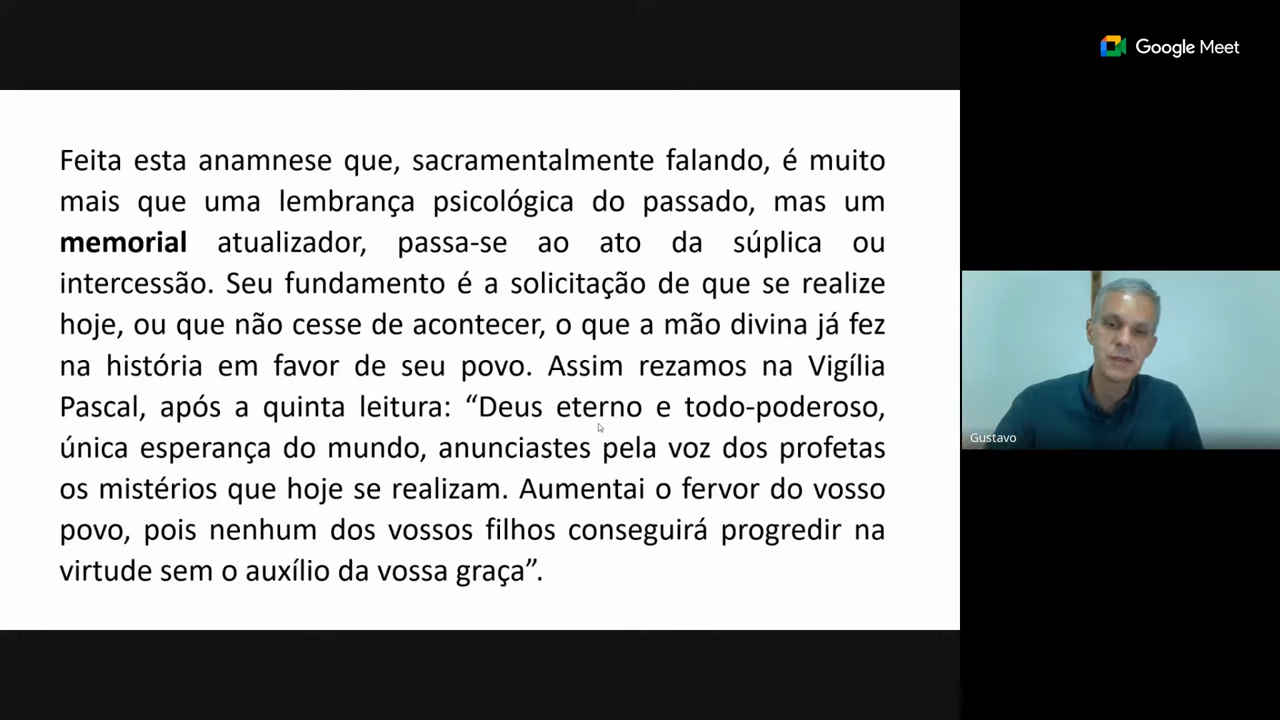 Google Meet
Feita esta anamnese que, sacramentalmente falando, é muito
mais que uma lembrança psicológica do passado, mas um
memorial atualizador, passa-se ao ato da súplica ou
intercessão. Seu fundamento é a solicitação de que se realize
hoje, ou que não cesse de acontecer, o que a mão divina já fez
na história em favor de seu povo. Assim rezamos na Vigília
Pascal, após a quinta leitura: “Deus eterno e todo-poderoso,
única esperança do mundo, anunciastes pela voz dos profetas
os mistérios que hoje se realizam. Aumentai o fervor do vosso
povo, pois nenhum dos vossos filhos conseguirá progredir na
virtude sem o auxílio da vossa graça”.
Gustavo